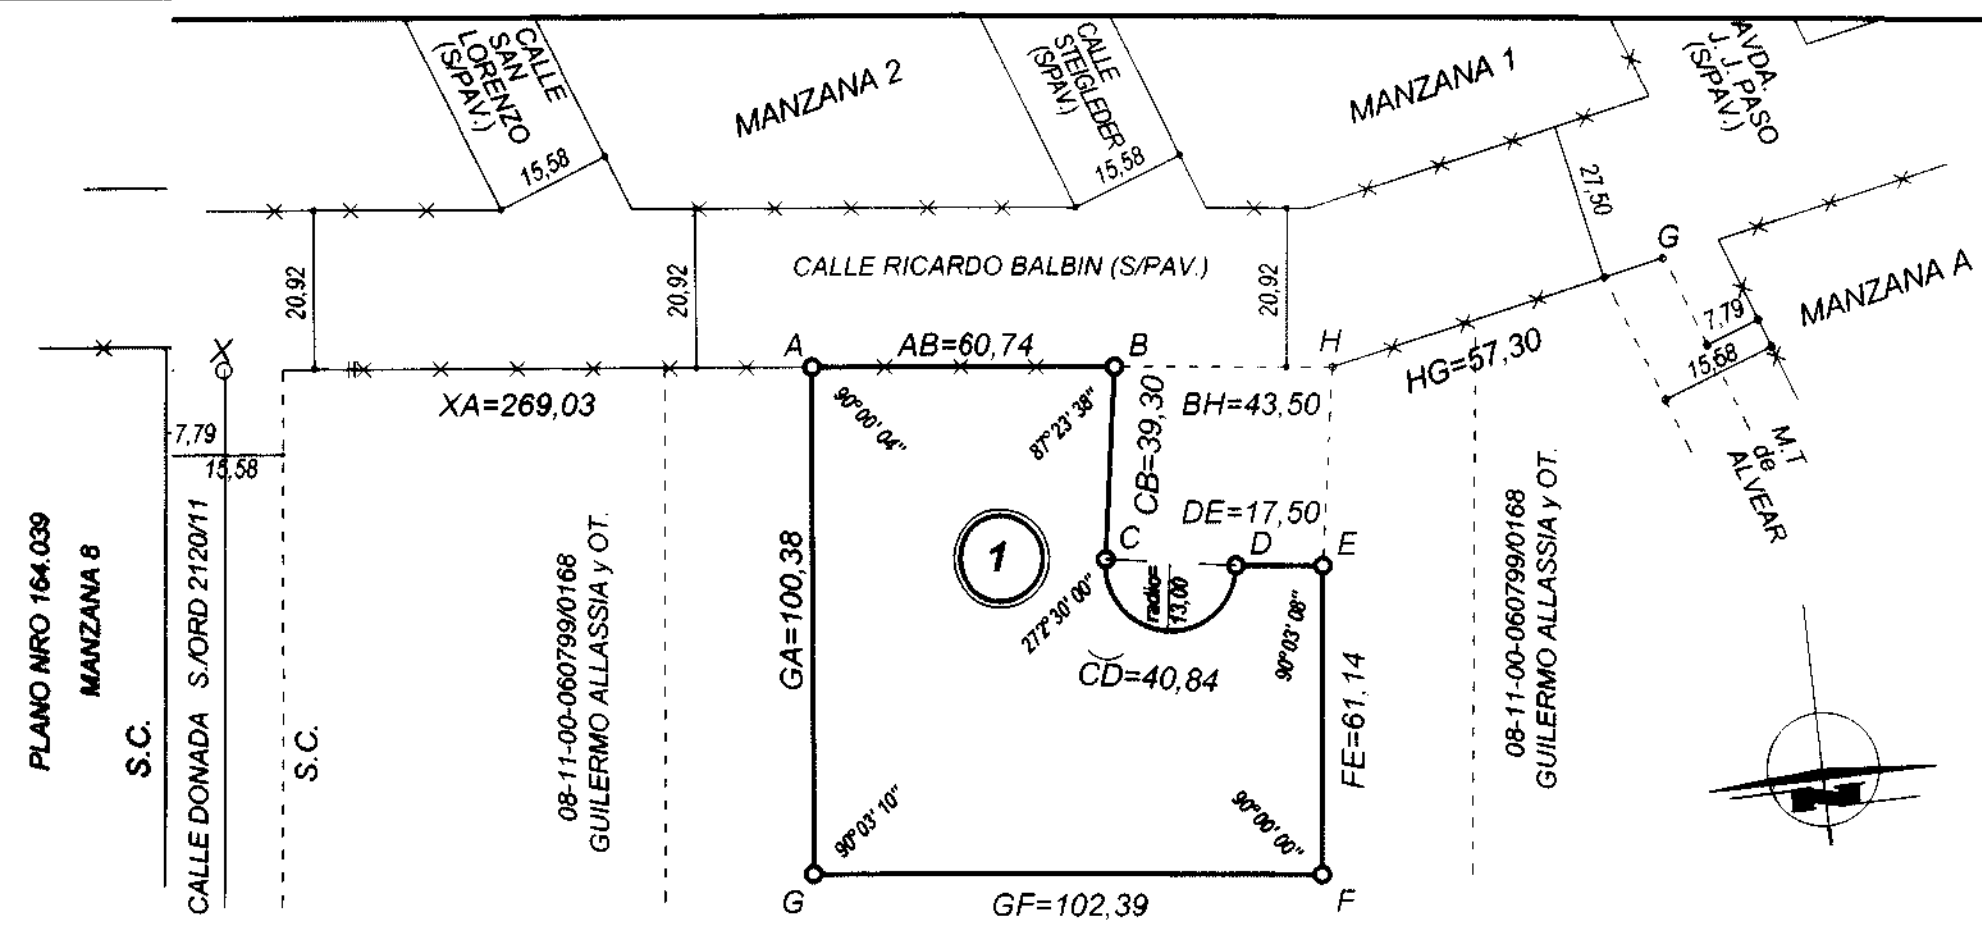 CALLE
SAN
LORENZO
(S/PAV.)
15,58
MANZANA 2
CALLE
STEIGLEDER
(S/PAV.)
15,58
MANZANA 1
AVDA.
J. J. PASO
(S/PAV.)
27,50
G
MANZANA A
7,79
15,58
M.T
de
ALVEAR
20,92
20,92
CALLE RICARDO BALBIN (S/PAV.)
20,92
X
A
AB=60,74
B
H
HG=57,30
XA=269,03
90°00'04"
87°23'38"
CB=39,30
BH=43,50
7,79
15,58
DE=17,50
C
D
E
PLANO NRO 164.039
MANZANA 8
S.C.
CALLE DONADA S./ORD 2120/11
S.C.
08-11-00-060799/0168
GUILERMO ALLASSIA y OT.
GA=100,38
1
272°30'00"
radio=
13,00
CD=40,84
90°03'08"
FE=61,14
08-11-00-060799/0168
GUILERMO ALLASSIA y OT.
90°03'10"
90°00'00"
G
GF=102,39
F
N